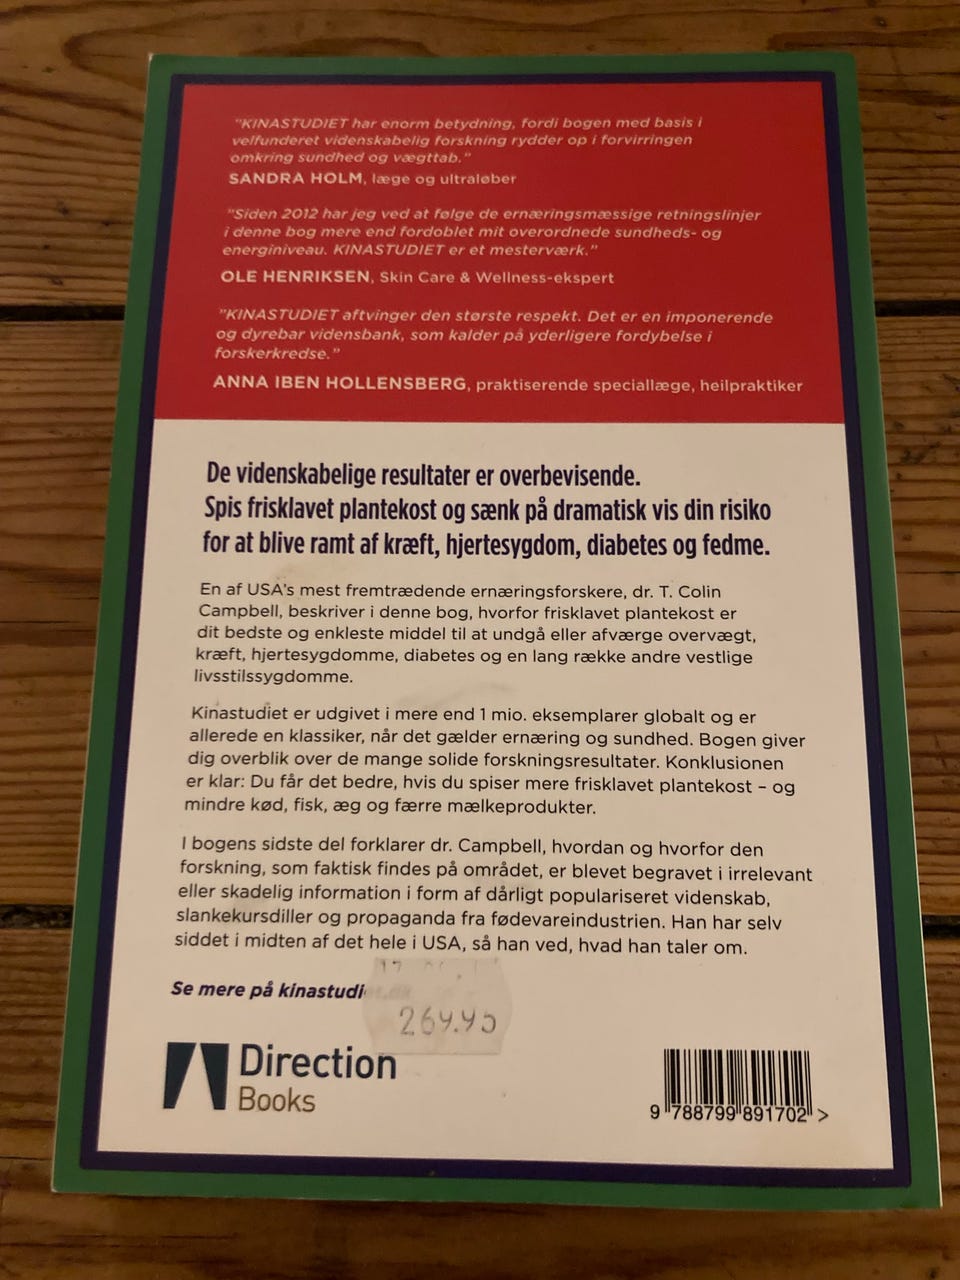 "KINASTUDIET har enorm betydning, fordi bogen med basis i
velfunderet videnskabelig forskning rydder op i forvirringen
omkring sundhed og vægttab."
SANDRA HOLM, læge og ultraløber
"Siden 2012 har jeg ved at følge de ernæringsmæssige retningslinjer
i denne bog mere end fordoblet mit overordnede sundheds- og
energiniveau. KINASTUDIET er et mesterværk."
OLE HENRIKSEN, Skin Care & Wellness-ekspert
"KINASTUDIET aftvinger den største respekt. Det er en imponerende
og dyrebar vidensbank, som kalder på yderligere fordybelse i
forskerkredse."
ANNA IBEN HOLLENSBERG, praktiserende speciallæge, heilpraktiker
De videnskabelige resultater er overbevisende.
Spis frisklavet plantekost og sænk på dramatisk vis din risiko
for at blive ramt af kræft, hjertesygdom, diabetes og fedme.
En af USA's mest fremtrædende ernæringsforskere, dr. T. Colin
Campbell, beskriver i denne bog, hvorfor frisklavet plantekost er
dit bedste og enkleste middel til at undgå eller afværge overvægt,
kræft, hjertesygdomme, diabetes og en lang række andre vestlige
livsstilssygdomme.
Kinastudiet er udgivet i mere end 1 mio. eksemplarer globalt og er
allerede en klassiker, når det gælder ernæring og sundhed. Bogen giver
dig overblik over de mange solide forskningsresultater. Konklusionen
er klar: Du får det bedre, hvis du spiser mere frisklavet plantekost – og
mindre kød, fisk, æg og færre mælkeprodukter.
I bogens sidste del forklarer dr. Campbell, hvordan og hvorfor den
forskning, som faktisk findes på området, er blevet begravet i irrelevant
eller skadelig information i form af dårligt populariseret videnskab,
slankekursdiller og propaganda fra fødevareindustrien. Han har selv
siddet i midten af det hele i USA, så han ved, hvad han taler om.
Se mere på kinastudiet.dk
269.95
Direction
Books
9 788799 891702 >